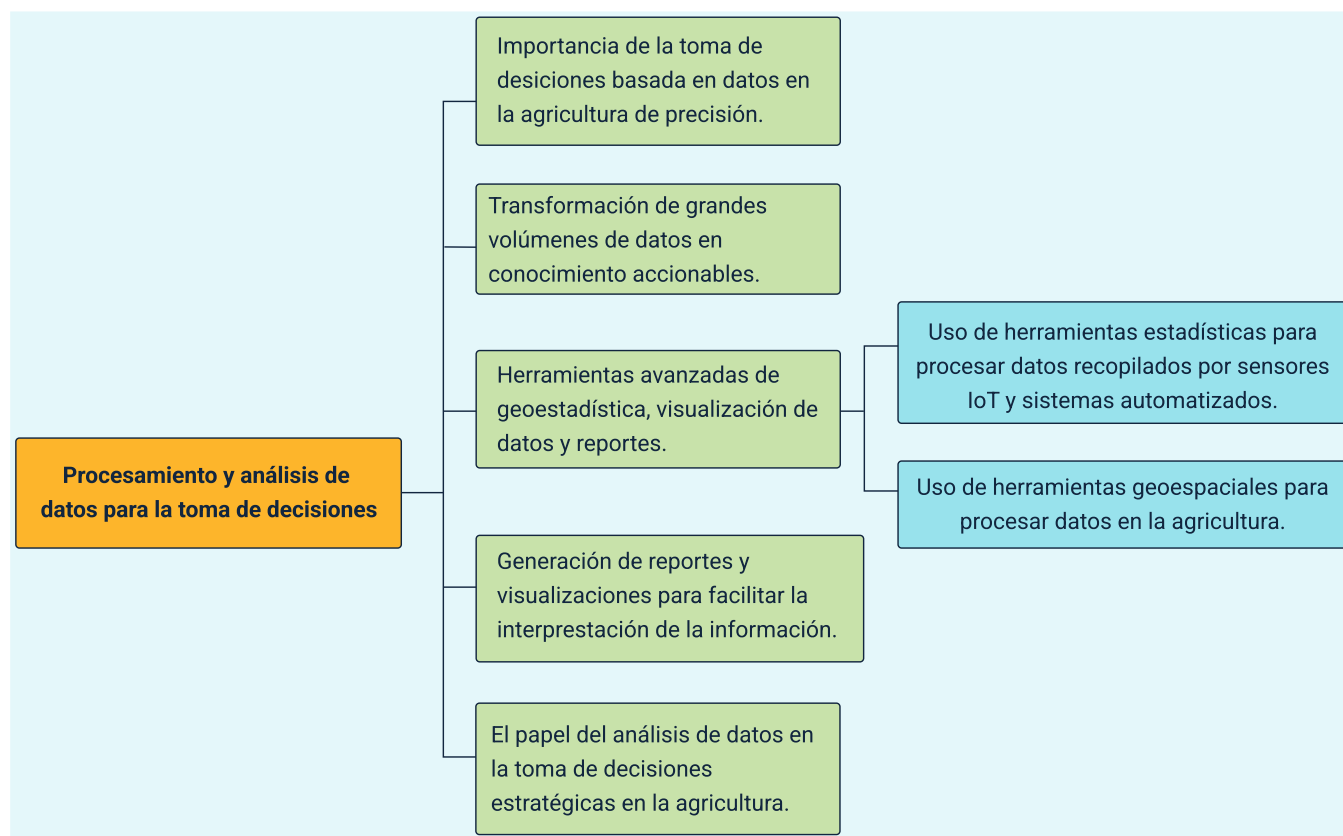 Importancia de la toma de
desiciones basada en datos en
la agricultura de precisión.
Transformación de grandes
volúmenes de datos en
conocimiento accionables.
Herramientas avanzadas de
geoestadística, visualización de
datos y reportes.
Uso de herramientas estadísticas para
procesar datos recopilados por sensores
IoT y sistemas automatizados.
Uso de herramientas geoespaciales para
procesar datos en la agricultura.
Procesamiento y análisis de
datos para la toma de decisiones
Generación de reportes y
visualizaciones para facilitar la
interprestación de la información.
El papel del análisis de datos en
la toma de decisiones
estratégicas en la agricultura.